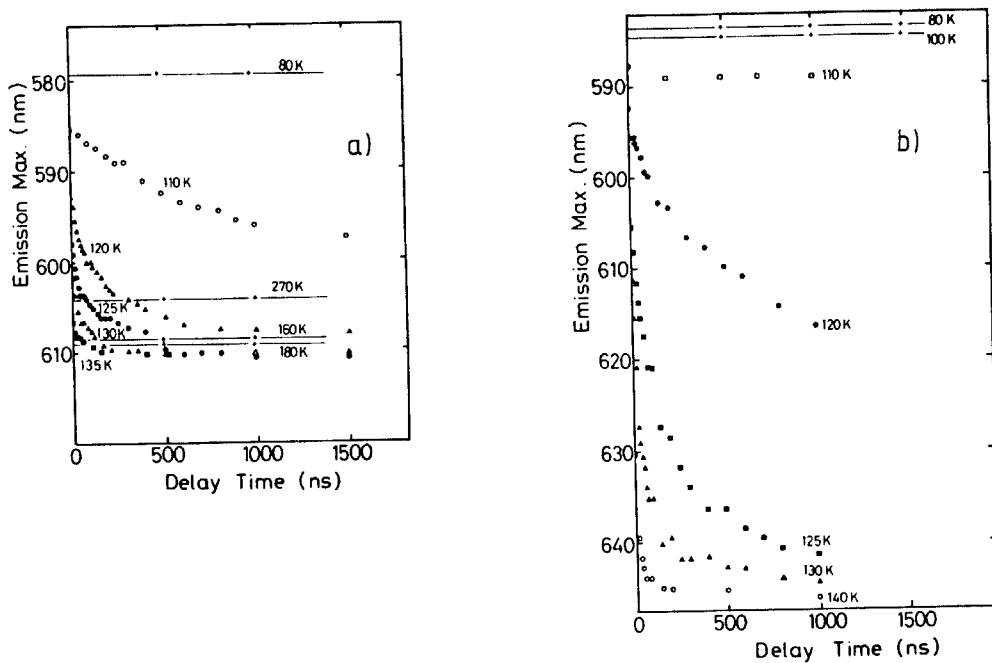 Emission Max. (nm)
580
590
600
610
80 K
a)
110 K
120 K
270 K
125 K
130 K
160 K
135 K
180 K
0
500
1000
1500
Delay Time (ns)
Emission Max. (nm)
590
600
610
620
630
640
80 K
100 K
110 K
b)
120 K
125 K
130 K
140 K
0
500
1000
1500
Delay Time (ns)